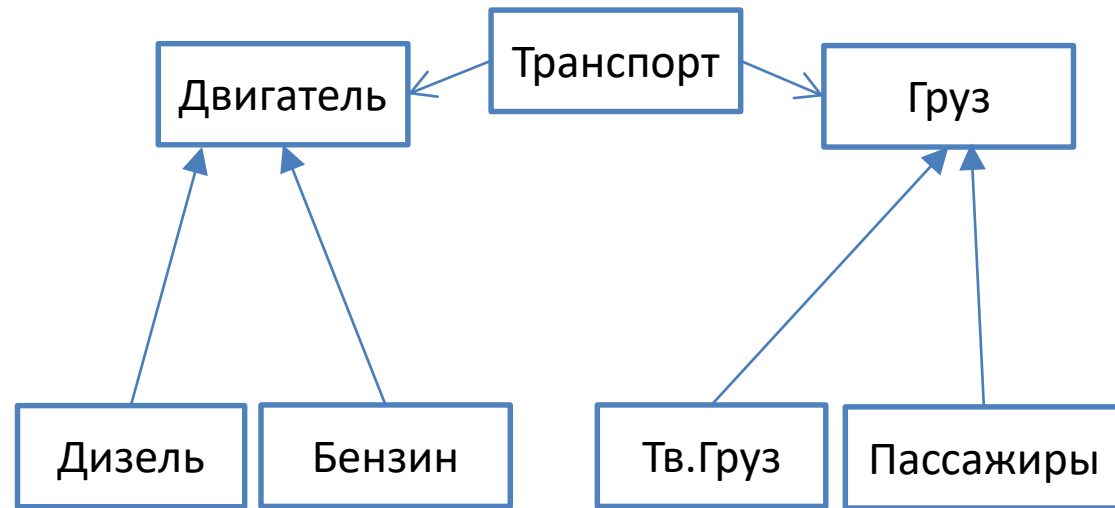 Транспорт
Двигатель
Груз
Дизель
Бензин
Тв.Груз
Пассажиры